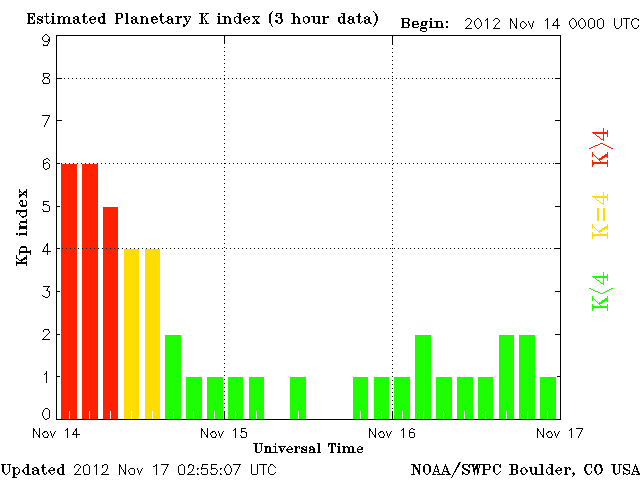 Estimated Planetary K index (3 hour data)
Begin: 2012 Nov 14 0000 UTC
9
8
7
6
5
4
3
2
1
0
Kp index
K>4
K=4
K<4
Nov 14
Nov 15
Nov 16
Nov 17
Universal Time
Updated 2012 Nov 17 02:55:07 UTC
NOAA/SWPC Boulder, CO USA